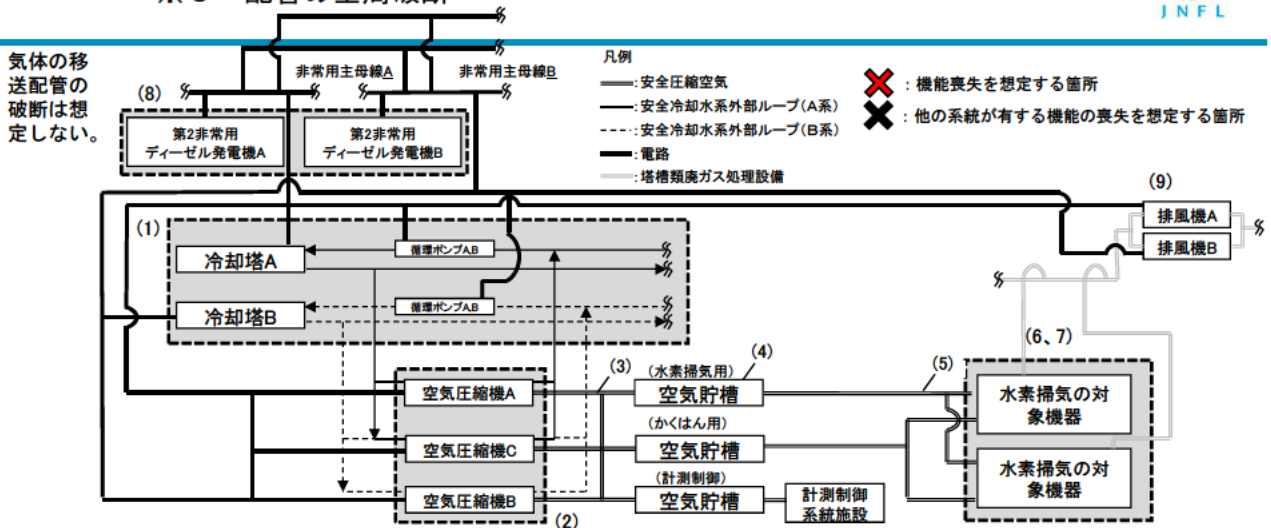 JNFL
気体の移
送配管の
破断は想
定しない。
(8)
非常用主母線A
非常用主母線B
第2非常用
ディーゼル発電機A
第2非常用
ディーゼル発電機B
凡例
:安全圧縮空気
:安全冷却水系外部ループ(A系)
:安全冷却水系外部ループ(B系)
:電路
:塔槽類廃ガス処理設備
:機能喪失を想定する箇所
:他の系統が有する機能の喪失を想定する箇所
(9)
排風機A
排風機B
(1)
冷却塔A
循環ポンプA,B
冷却塔B
循環ポンプA,B
(6、7)
水素掃気の対
象機器
水素掃気の対
象機器
空気圧縮機A
空気圧縮機C
空気圧縮機B
(2)
(3)
(水素掃気用)
空気貯槽
(4)
(かくはん用)
空気貯槽
(計測制御)
空気貯槽
計測制御
系統施設
(5)